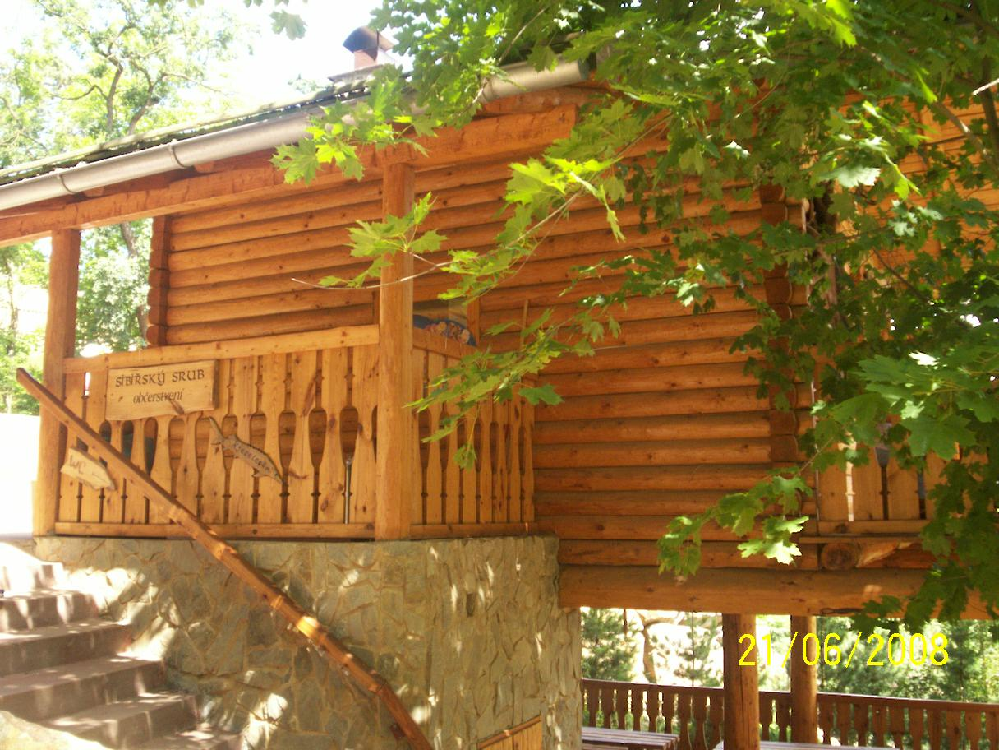 SIBIŘSKÝ SRUB
občerstvení
WC
21/06/2008